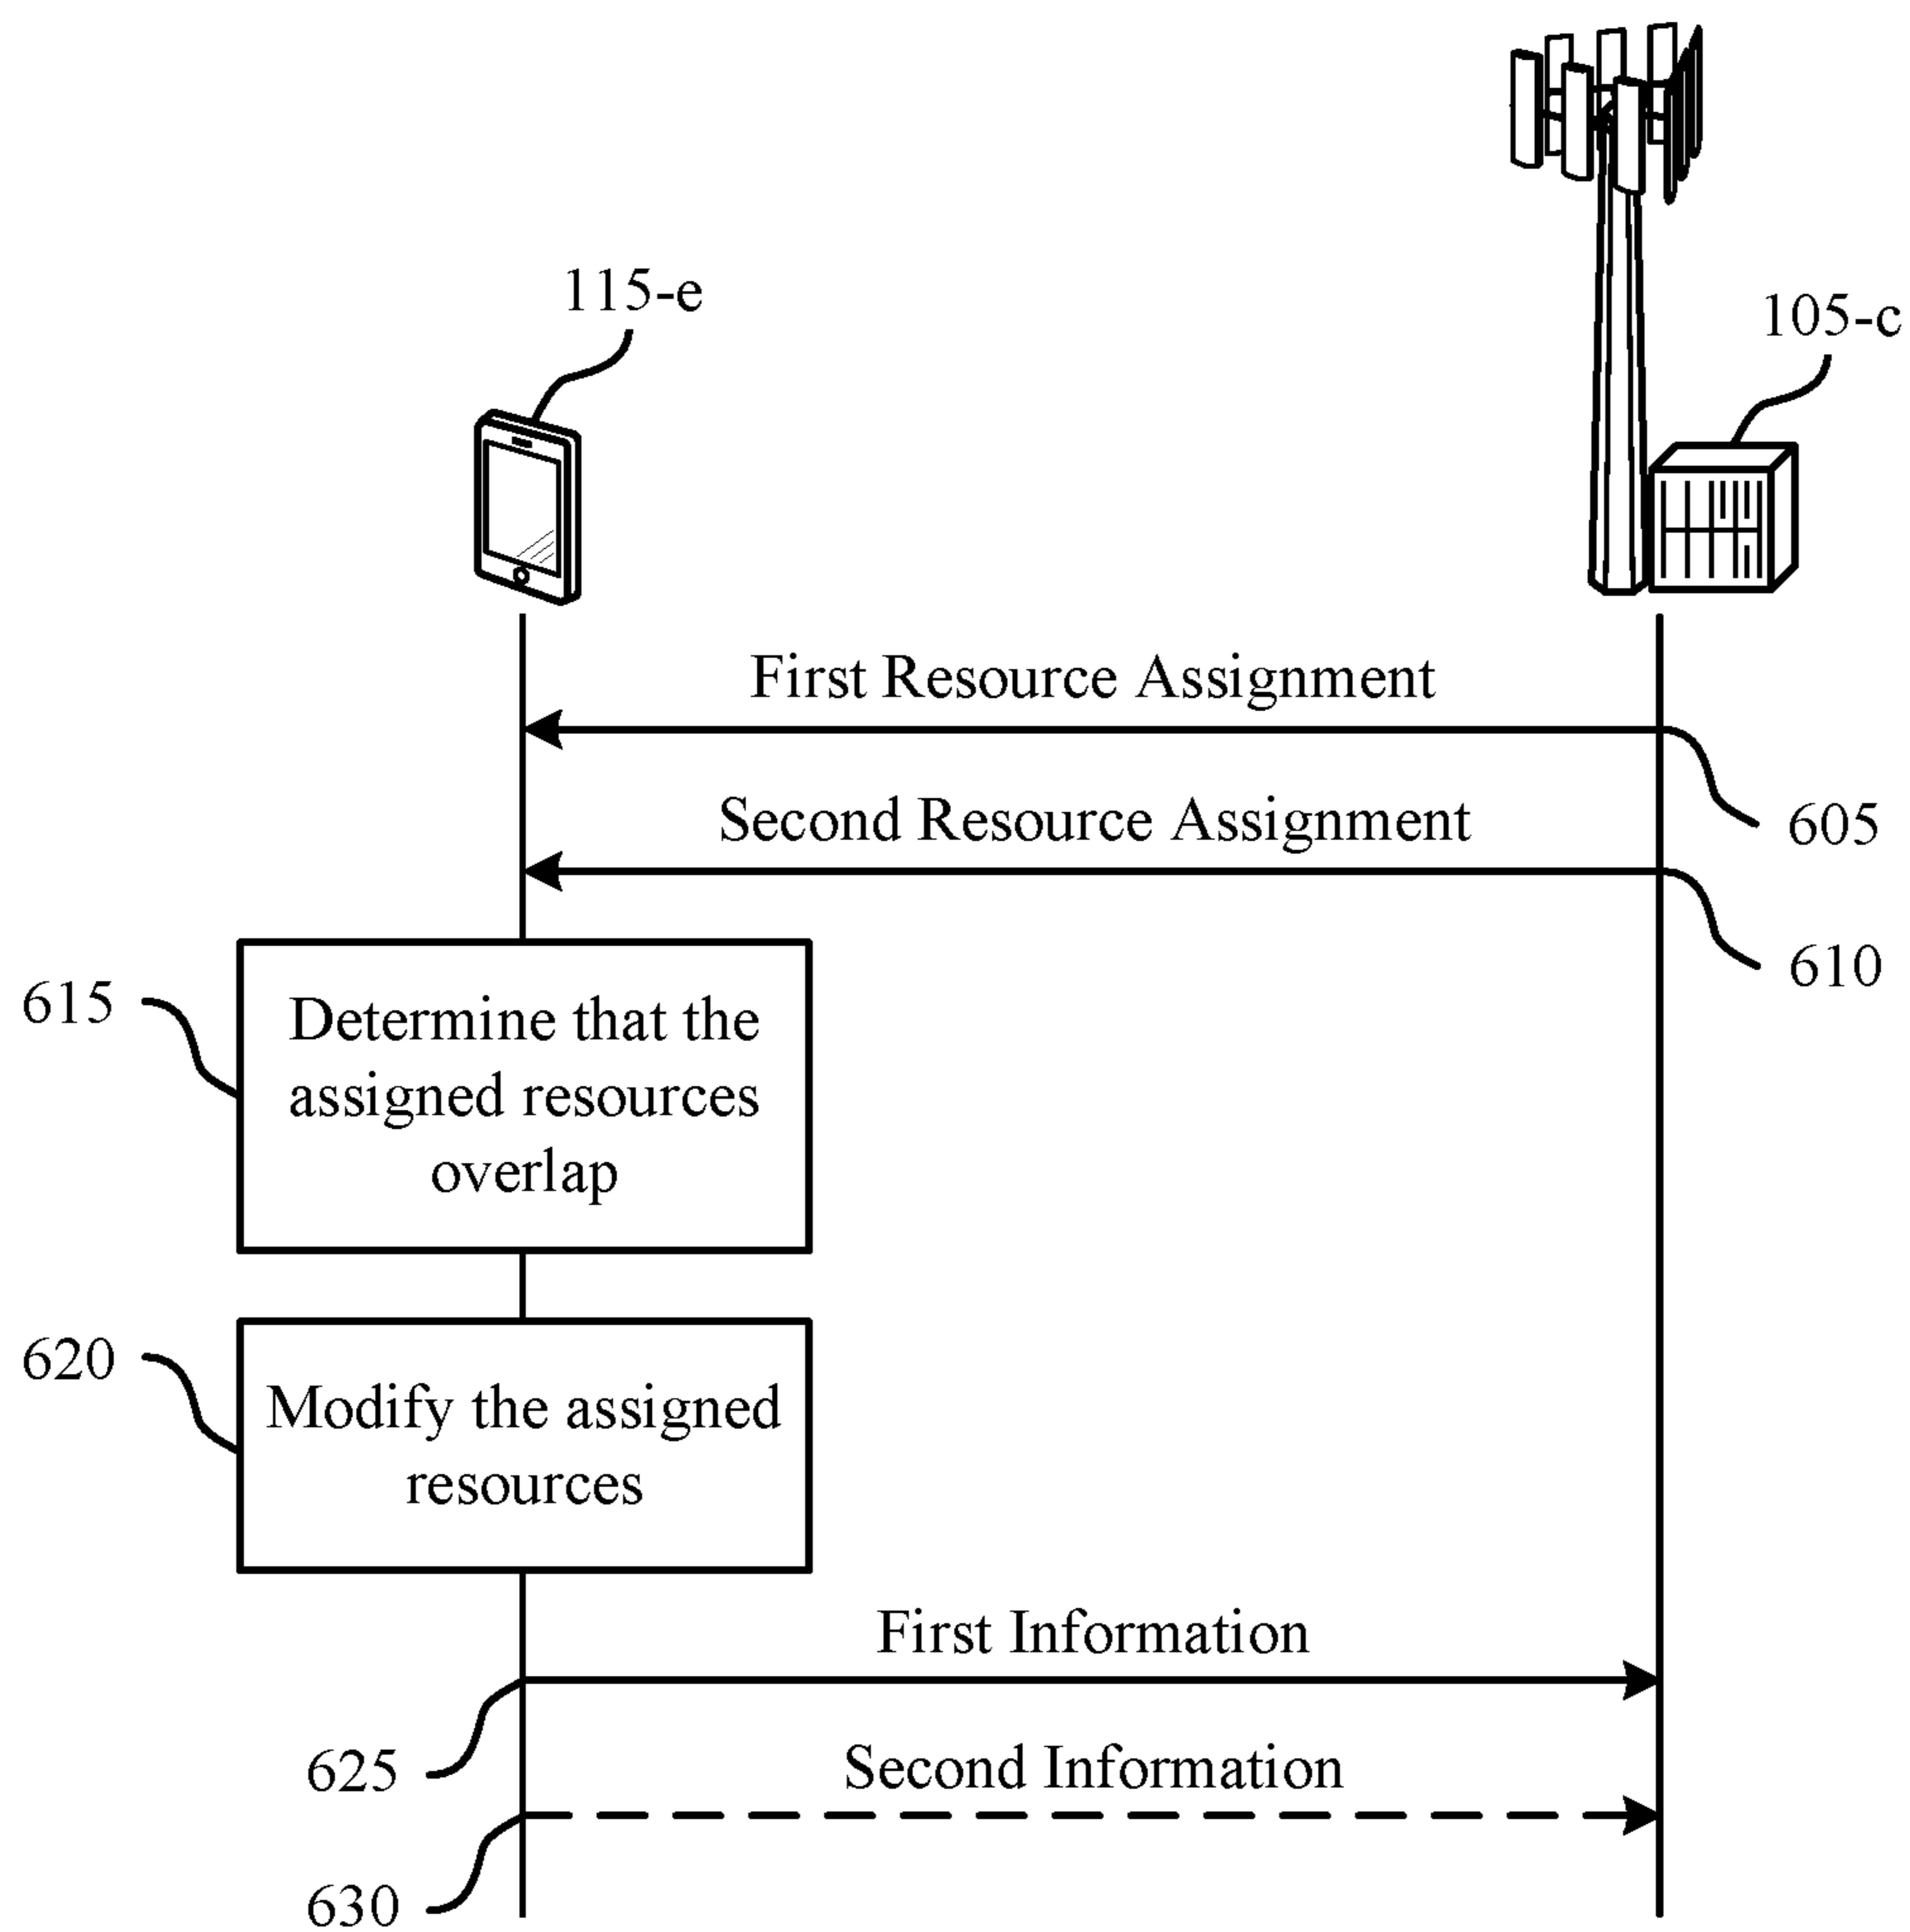 115-e
105-c
First Resource Assignment
605
Second Resource Assignment
610
615
Determine that the
assigned resources
overlap
620
Modify the assigned
resources
First Information
625
Second Information
630